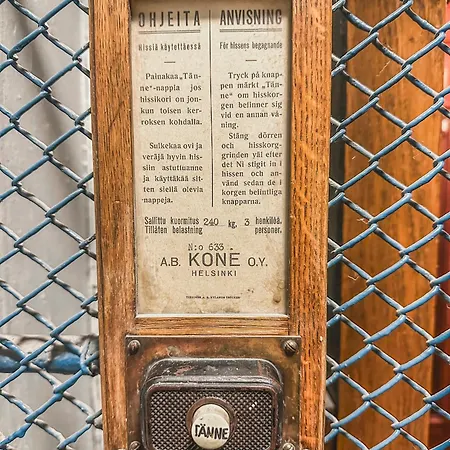 OHJEITA
Hissiä käytettäessä
Painakaa „Tän-
ne“-nappia jos
hissikori on jon-
kun toisen ker-
roksen kohdalla.
Sulkekaa ovi ja
veräjä hyvin his-
siin astuttuanne
ja käyttäkää sit-
ten siellä olevia
nappeja.
ANVISNING
För hissens begagnande
Tryck på knap-
pen märkt „Tän-
ne“ om hisskor-
gen befinner sig
vid en annan vå-
ning.
Stäng dörren
och hisskorg-
grinden väl efter
det Ni stigit in
i hissen och an-
vänd sedan de i
korgen befintliga
knapparna.
Sallittu kuormitus 240 kg, 3 henkilöä.
Tillåten belastning personer.
N:o 633
A.B. KONE O.Y.
HELSINKI
TÄNNE